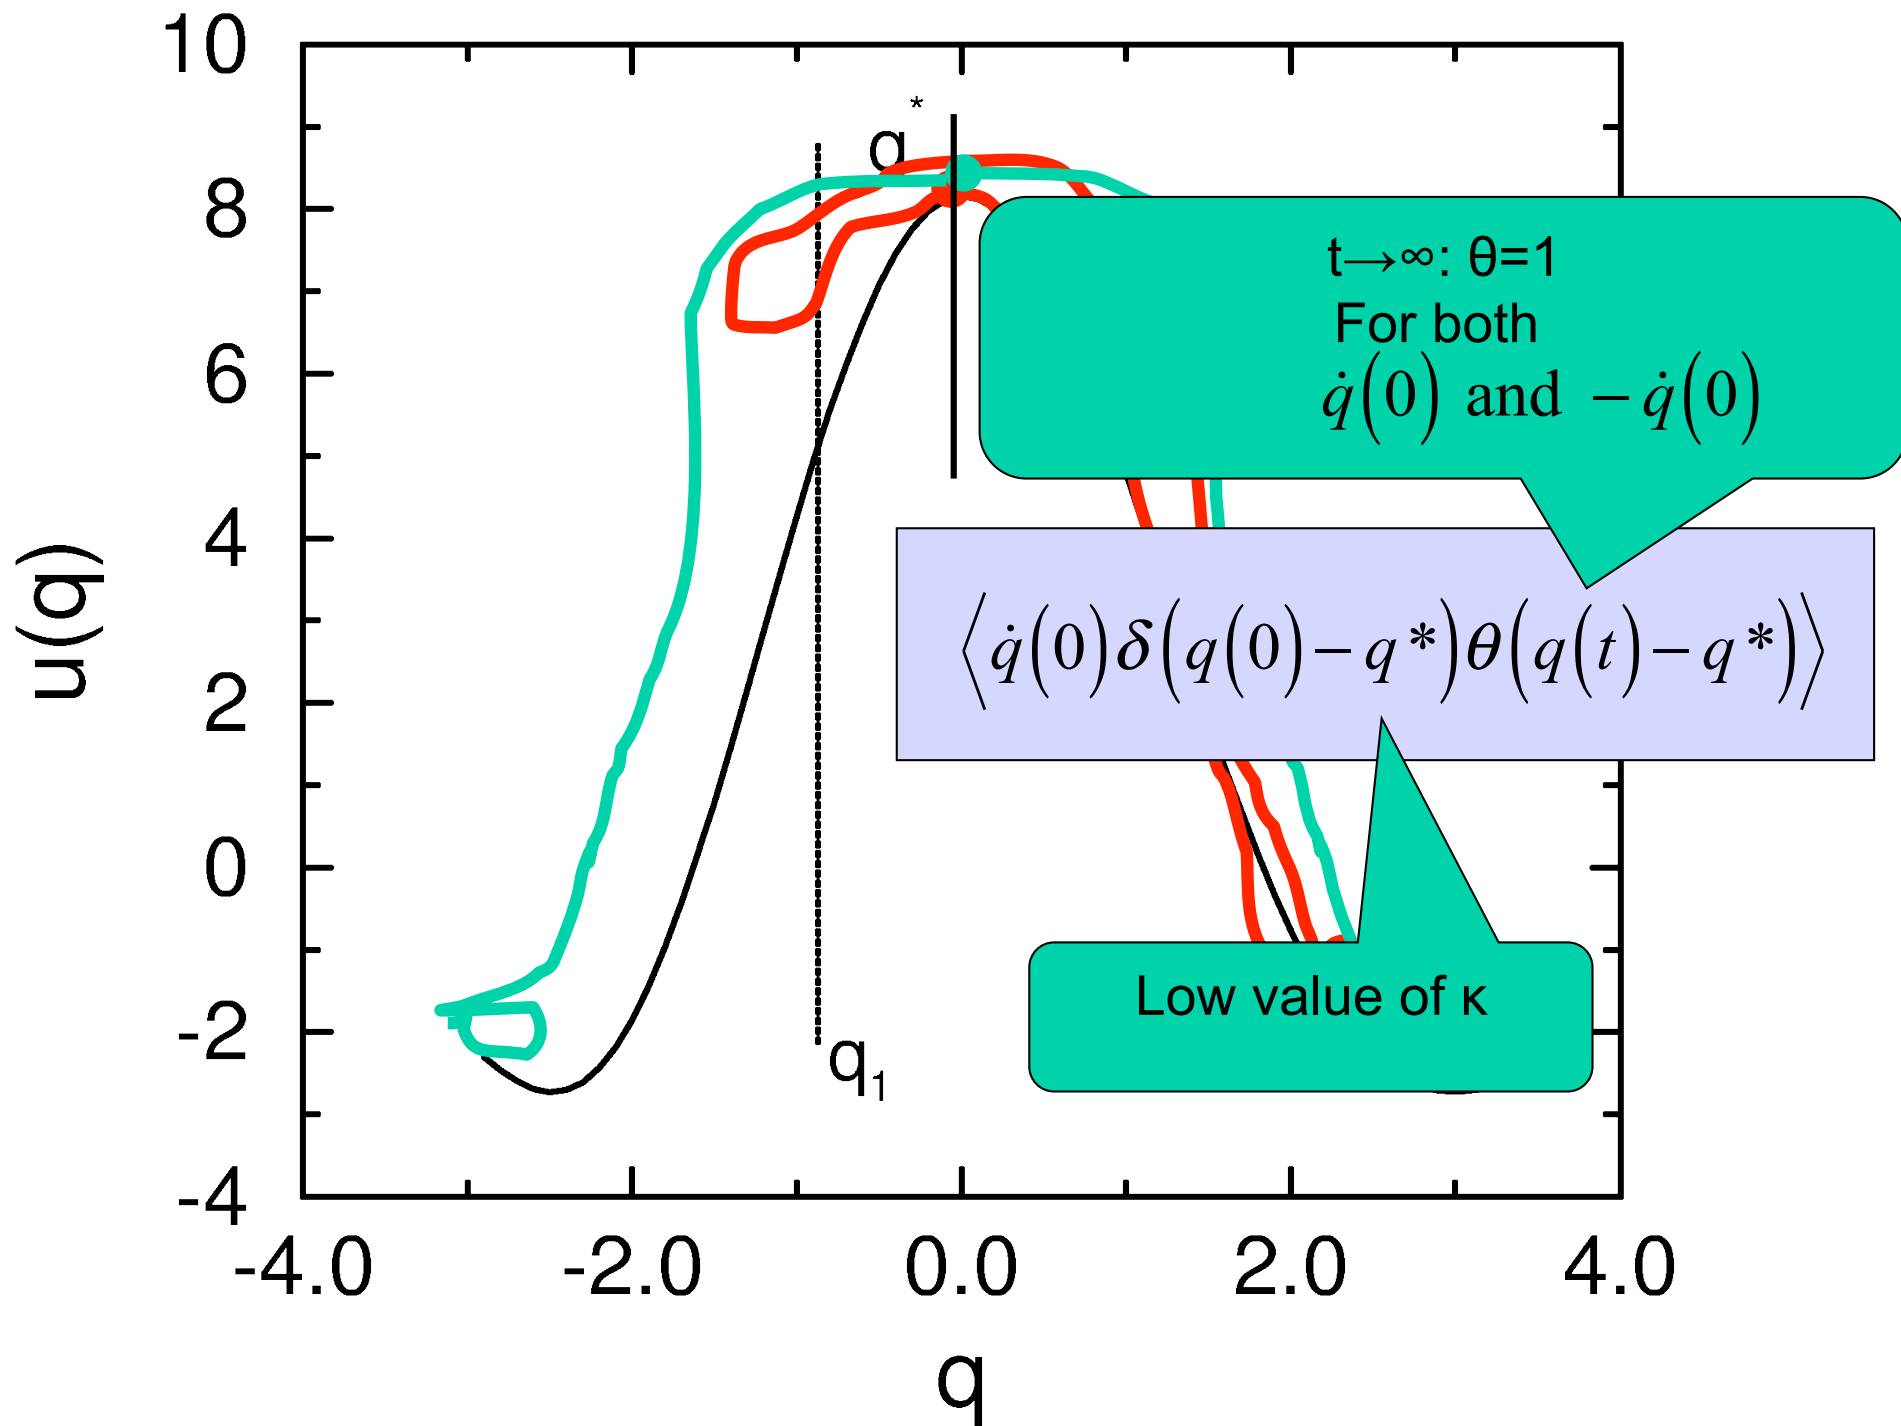 10
8
6
4
2
0
-2
-4
u(q)
q*
t→∞: θ=1
For both
q̇(0) and −q̇(0)
⟨q̇(0)δ(q(0)−q*)θ(q(t)−q*)⟩
Low value of κ
q₁
-4.0 -2.0 0.0 2.0 4.0
q